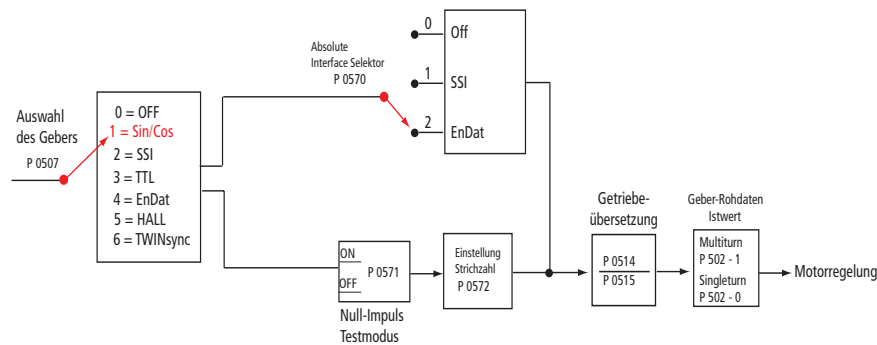 Auswahl
des Gebers
P 0507
0 = OFF
1 = Sin/Cos
2 = SSI
3 = TTL
4 = EnDat
5 = HALL
6 = TWINsync
Absolute
Interface Selektor
P 0570
0
Off
1
SSI
2
EnDat
ON
OFF
P 0571
Null-Impuls
Testmodus
Einstellung
Strichzahl
P 0572
Getriebe-
übersetzung
P 0514
P 0515
Geber-Rohdaten
Istwert
Multiturn
P 502 - 1
Singleturn
P 502 - 0
Motorregelung